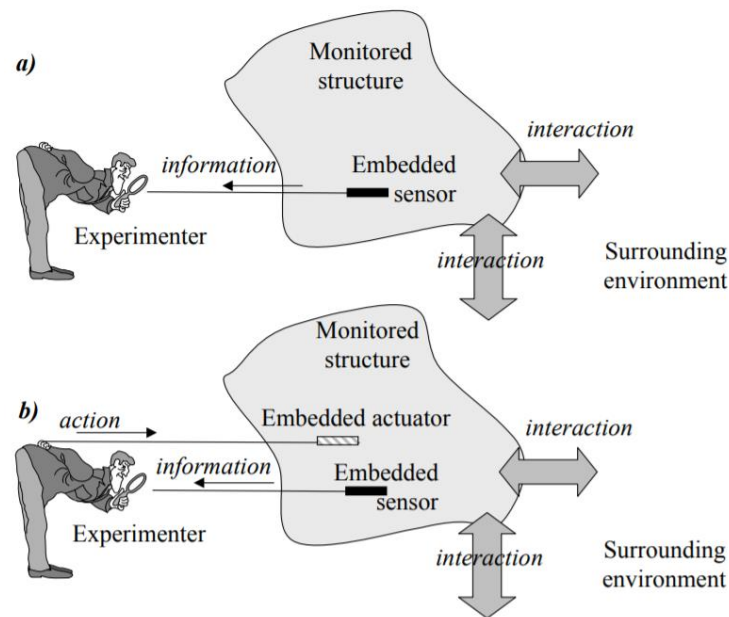 a)
Monitored
structure
interaction
information
Embedded
sensor
Experimenter
interaction
Surrounding
environment
Monitored
structure
b)
action
Embedded actuator
interaction
information
Embedded
sensor
Experimenter
interaction
Surrounding
environment